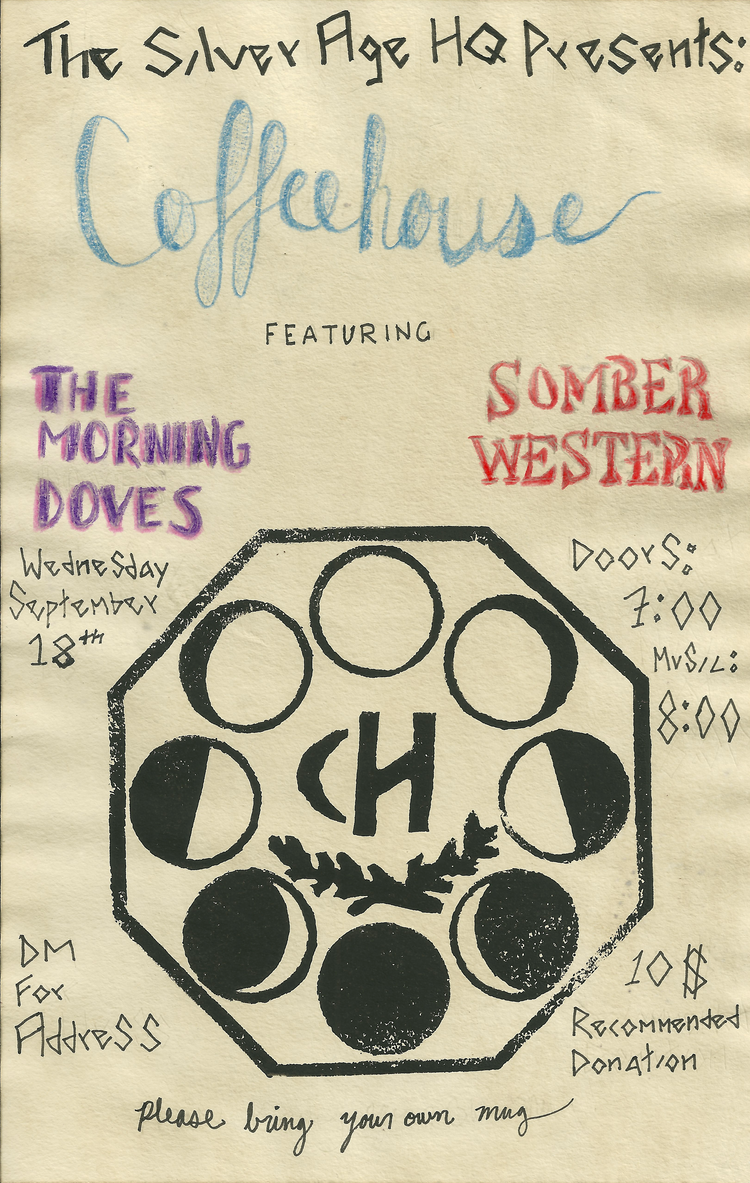 The Silver Age HQ Presents:
Coffeehouse
FEATURING
THE
MORNING
DOVES
SOMBER
WESTERN
Wednesday
September
18th
Doors:
7:00
Music:
8:00
CH
DM
For
Address
10$
Recommended
Donation
please bring your own mug